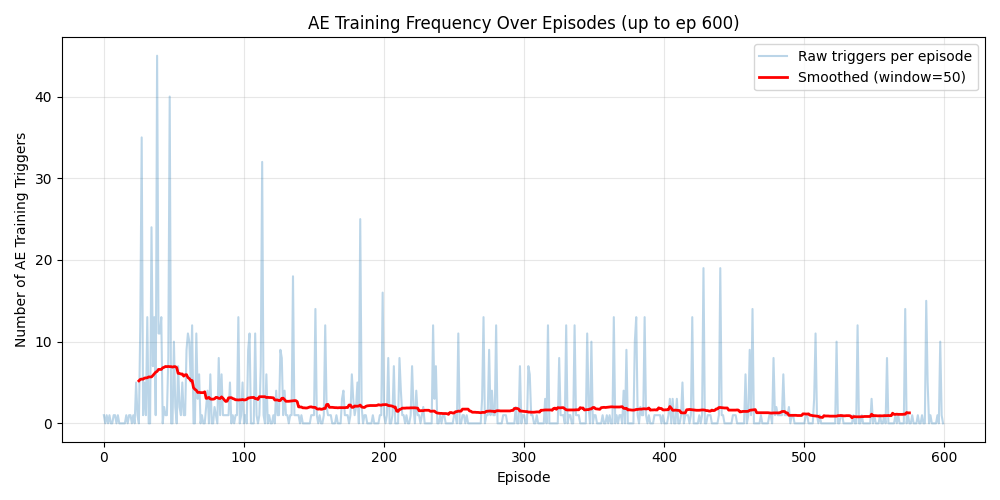 AE Training Frequency Over Episodes (up to ep 600)
Raw triggers per episode
Smoothed (window=50)
Number of AE Training Triggers
40
30
20
10
0
0 100 200 300 400 500 600
Episode